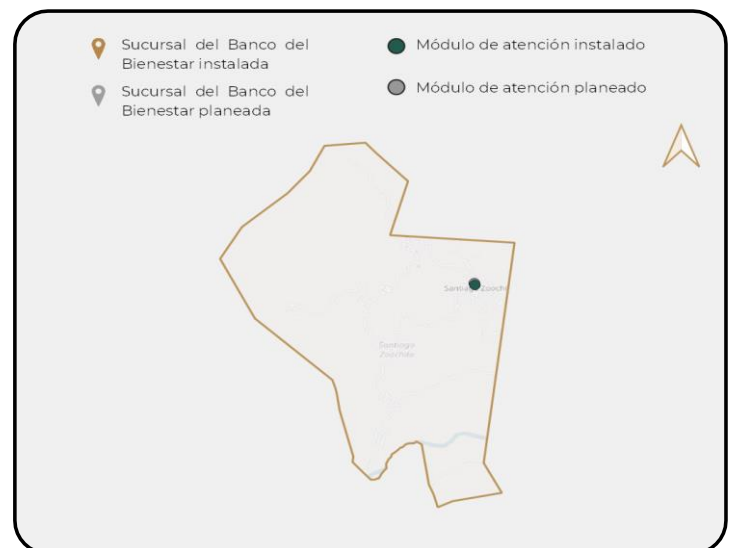 Sucursal del Banco del
Bienestar instalada
Sucursal del Banco del
Bienestar planeada
Módulo de atención instalado
Módulo de atención planeado
Santiago Zoochi
Santiago
Zoochila